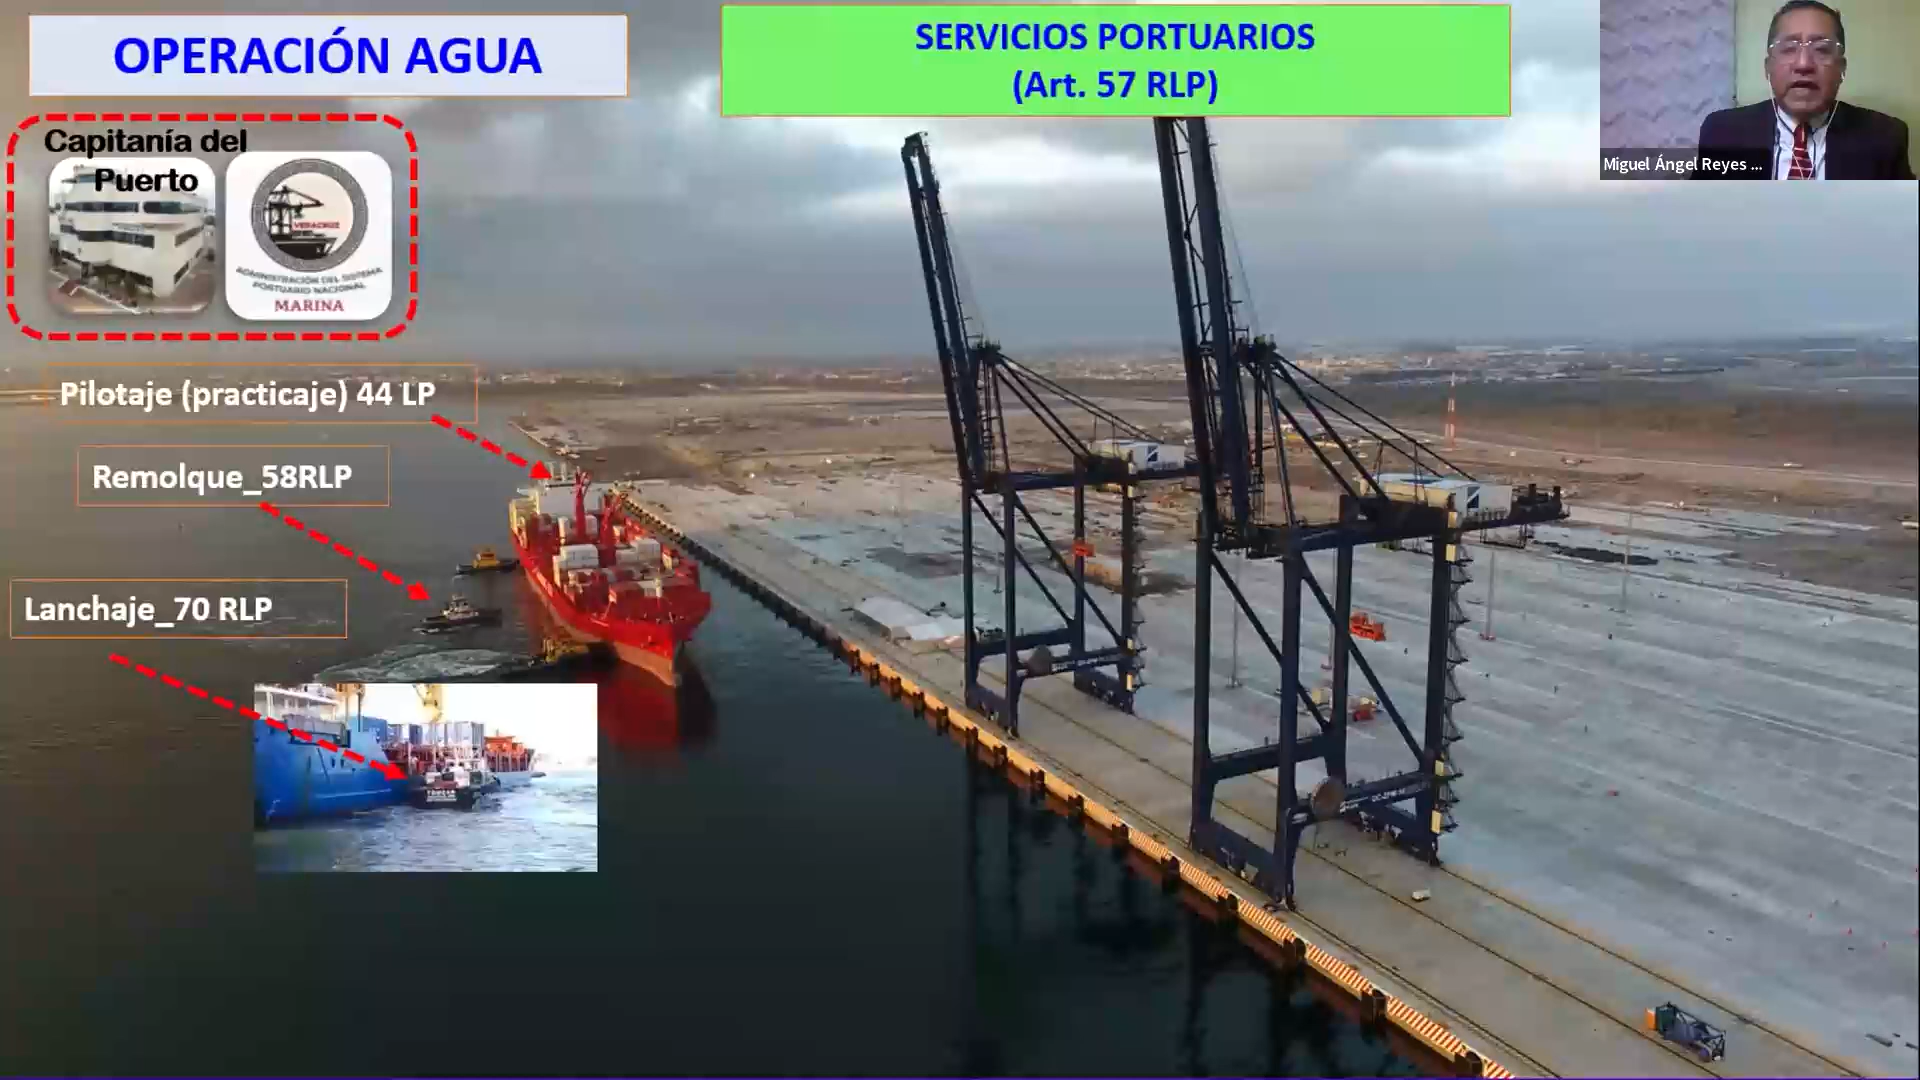 OPERACIÓN AGUA
SERVICIOS PORTUARIOS
(Art. 57 RLP)
Miguel Ángel Reyes ...
Capitanía del
Puerto
VERACRUZ
ADMINISTRACIÓN DEL SISTEMA
PORTUARIO NACIONAL
MARINA
Pilotaje (practicaje) 44 LP
Remolque_58RLP
Lanchaje_70 RLP